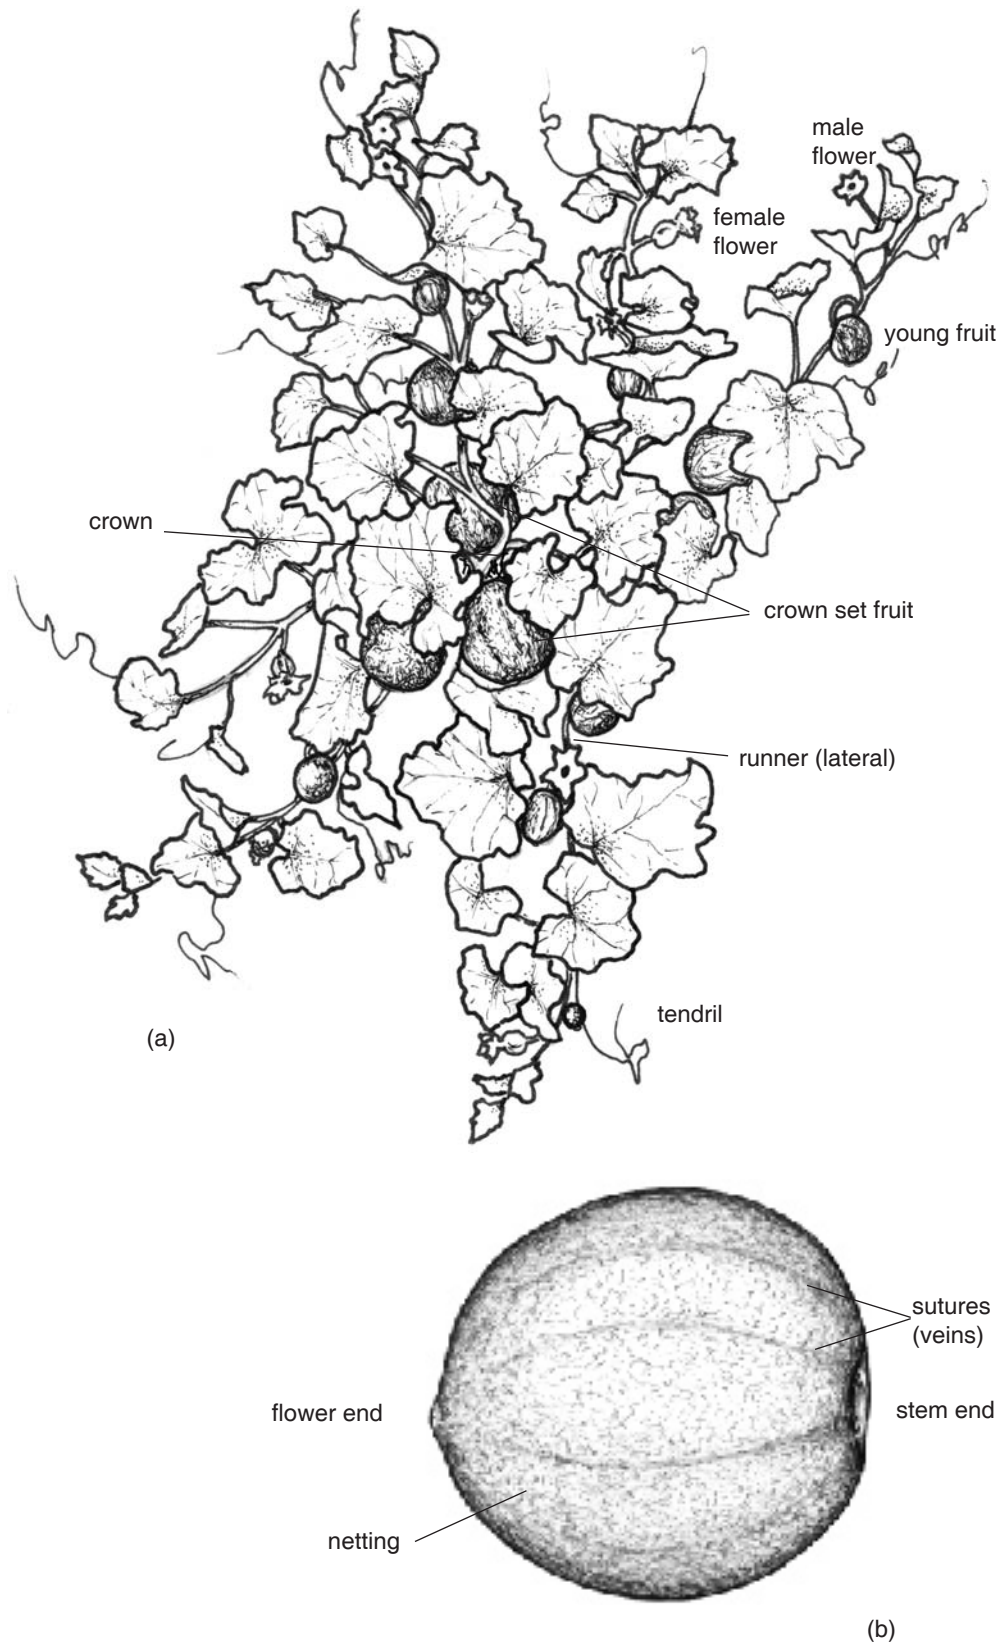 male
flower
female
flower
young fruit
crown
crown set fruit
runner (lateral)
tendril
(a)
sutures
(veins)
flower end
stem end
netting
(b)